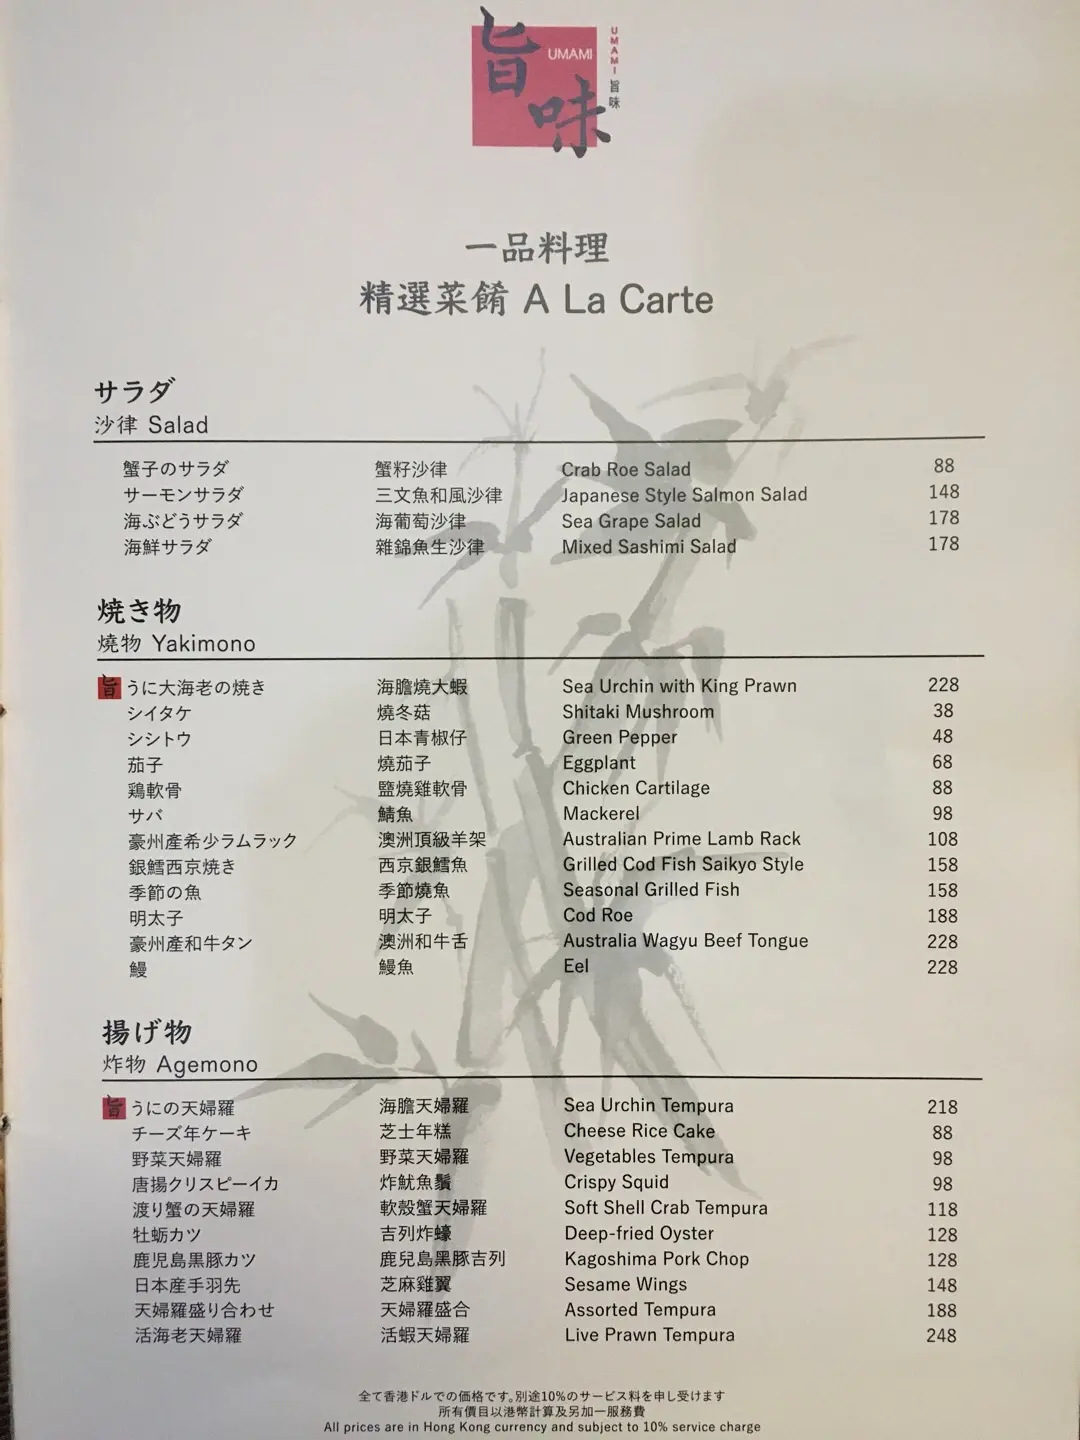 旨味
UMAMI
UMAMI 旨味
一品料理
精選菜餚 A La Carte
サラダ
沙律 Salad
蟹子のサラダ 蟹籽沙律 Crab Roe Salad 88
サーモンサラダ 三文魚和風沙律 Japanese Style Salmon Salad 148
海ぶどうサラダ 海葡萄沙律 Sea Grape Salad 178
海鮮サラダ 雜錦魚生沙律 Mixed Sashimi Salad 178
焼き物
燒物 Yakimono
旨 うに大海老の焼き 海膽燒大蝦 Sea Urchin with King Prawn 228
シイタケ 燒冬菇 Shitaki Mushroom 38
シシトウ 日本青椒仔 Green Pepper 48
茄子 燒茄子 Eggplant 68
鶏軟骨 鹽燒雞軟骨 Chicken Cartilage 88
サバ 鯖魚 Mackerel 98
豪州產希少ラムラック 澳洲頂級羊架 Australian Prime Lamb Rack 108
銀鱈西京焼き 西京銀鱈魚 Grilled Cod Fish Saikyo Style 158
季節の魚 季節燒魚 Seasonal Grilled Fish 158
明太子 明太子 Cod Roe 188
豪州產和牛タン 澳洲和牛舌 Australia Wagyu Beef Tongue 228
鰻 鰻魚 Eel 228
揚げ物
炸物 Agemono
旨 うにの天婦羅 海膽天婦羅 Sea Urchin Tempura 218
チーズ年ケーキ 芝士年糕 Cheese Rice Cake 88
野菜天婦羅 野菜天婦羅 Vegetables Tempura 98
唐揚クリスピーイカ 炸魷魚鬚 Crispy Squid 98
渡り蟹の天婦羅 軟殼蟹天婦羅 Soft Shell Crab Tempura 118
牡蛎カツ 吉列炸蠔 Deep-fried Oyster 128
鹿児島黒豚カツ 鹿兒島黑豚吉列 Kagoshima Pork Chop 128
日本産手羽先 芝麻雞翼 Sesame Wings 148
天婦羅盛り合わせ 天婦羅盛合 Assorted Tempura 188
活海老天婦羅 活蝦天婦羅 Live Prawn Tempura 248
全て香港ドルでの価格です。別途10%のサービス料を申し受けます
所有價目以港幣計算及另加一服務費
All prices are in Hong Kong currency and subject to 10% service charge